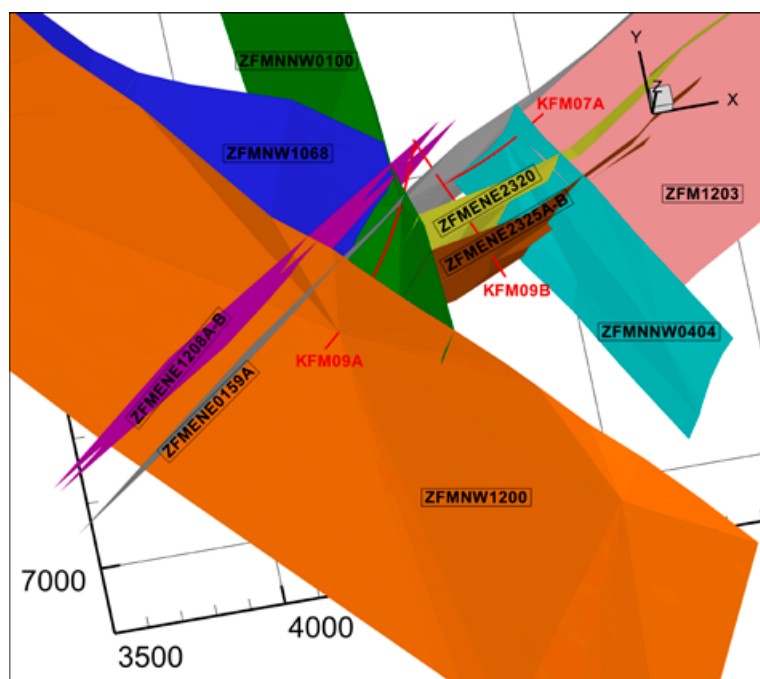 ZFMNNW0100
Y
Z
X
KFM07A
ZFMNW1068
ZFMENE2320
ZFM1203
ZFMENE2325A-B
KFM09B
ZFMNNW0404
ZFMENE1208A-B
KFM09A
ZFMENE0159A
ZFMNW1200
7000
4000
3500